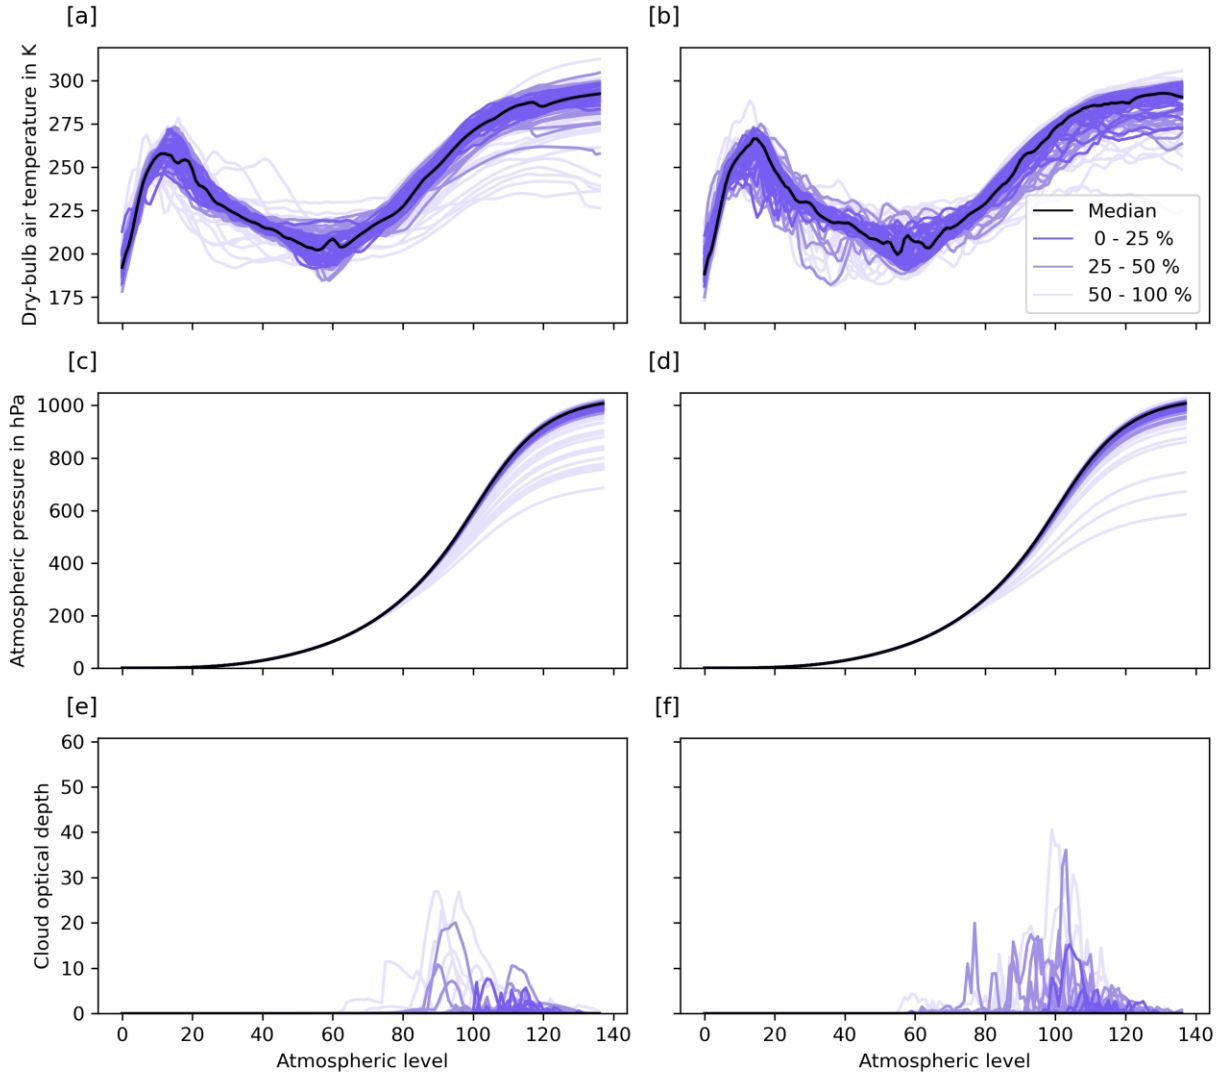 [a]
[b]
Dry-bulb air temperature in K
300
275
250
225
200
175
Median
0 - 25 %
25 - 50 %
50 - 100 %
[c]
[d]
Atmospheric pressure in hPa
1000
800
600
400
200
0
[e]
[f]
Cloud optical depth
60
50
40
30
20
10
0
0 20 40 60 80 100 120 140
0 20 40 60 80 100 120 140
Atmospheric level
Atmospheric level